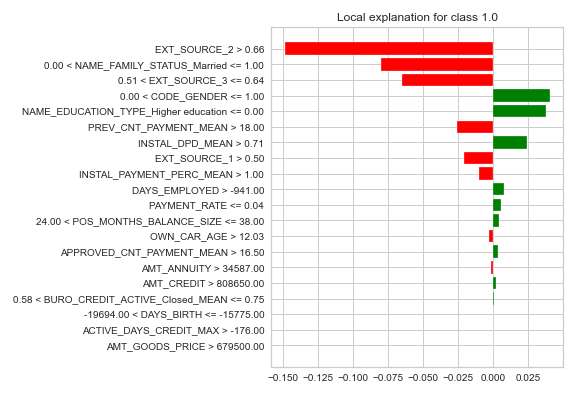 Local explanation for class 1.0
EXT_SOURCE_2 > 0.66
0.00 < NAME_FAMILY_STATUS_Married <= 1.00
0.51 < EXT_SOURCE_3 <= 0.64
0.00 < CODE_GENDER <= 1.00
NAME_EDUCATION_TYPE_Higher education <= 0.00
PREV_CNT_PAYMENT_MEAN > 18.00
INSTAL_DPD_MEAN > 0.71
EXT_SOURCE_1 > 0.50
INSTAL_PAYMENT_PERC_MEAN > 1.00
DAYS_EMPLOYED > -941.00
PAYMENT_RATE <= 0.04
24.00 < POS_MONTHS_BALANCE_SIZE <= 38.00
OWN_CAR_AGE > 12.03
APPROVED_CNT_PAYMENT_MEAN > 16.50
AMT_ANNUITY > 34587.00
AMT_CREDIT > 808650.00
0.58 < BURO_CREDIT_ACTIVE_Closed_MEAN <= 0.75
-19694.00 < DAYS_BIRTH <= -15775.00
ACTIVE_DAYS_CREDIT_MAX > -176.00
AMT_GOODS_PRICE > 679500.00
−0.150 −0.125 −0.100 −0.075 −0.050 −0.025 0.000 0.025